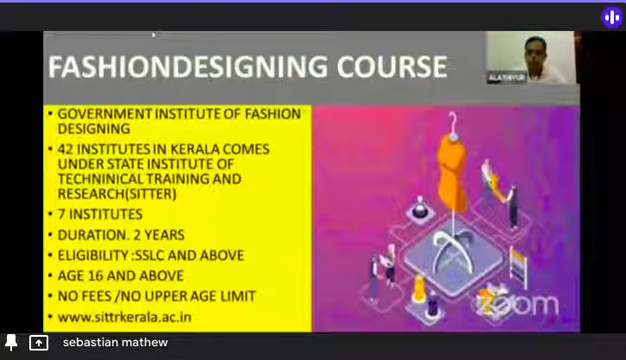 FASHIONDESIGNING COURSE
ALATHIYUR
• GOVERNMENT INSTITUTE OF FASHION
DESIGNING
• 42 INSTITUTES IN KERALA COMES
UNDER STATE INSTITUTE OF
TECHNINICAL TRAINING AND
RESEARCH(SITTER)
• 7 INSTITUTES
• DURATION. 2 YEARS
• ELIGIBILITY :SSLC AND ABOVE
• AGE 16 AND ABOVE
• NO FEES /NO UPPER AGE LIMIT
• www.sittrkerala.ac.in
zoom
sebastian mathew